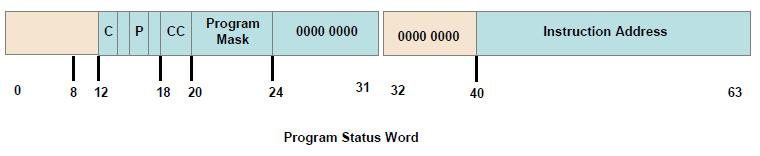 C P CC Program Mask 0000 0000 0000 0000 Instruction Address
0 8 12 18 20 24 31 32 40 63
Program Status Word